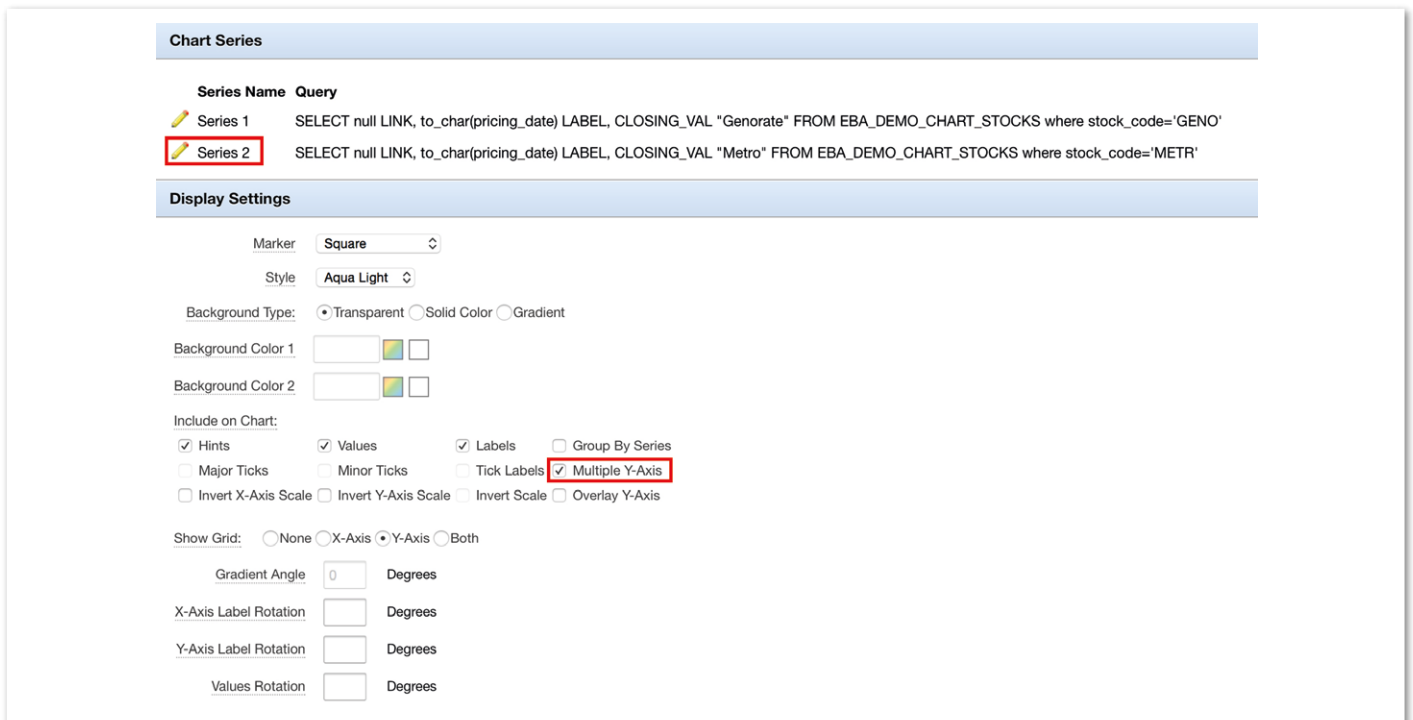 Chart Series
Series Name Query
Series 1 SELECT null LINK, to_char(pricing_date) LABEL, CLOSING_VAL "Genorate" FROM EBA_DEMO_CHART_STOCKS where stock_code='GENO'
Series 2 SELECT null LINK, to_char(pricing_date) LABEL, CLOSING_VAL "Metro" FROM EBA_DEMO_CHART_STOCKS where stock_code='METR'
Display Settings
Marker Square
Style Aqua Light
Background Type: Transparent Solid Color Gradient
Background Color 1
Background Color 2
Include on Chart:
Hints Values Labels Group By Series
Major Ticks Minor Ticks Tick Labels Multiple Y-Axis
Invert X-Axis Scale Invert Y-Axis Scale Invert Scale Overlay Y-Axis
Show Grid: None X-Axis Y-Axis Both
Gradient Angle 0 Degrees
X-Axis Label Rotation Degrees
Y-Axis Label Rotation Degrees
Values Rotation Degrees